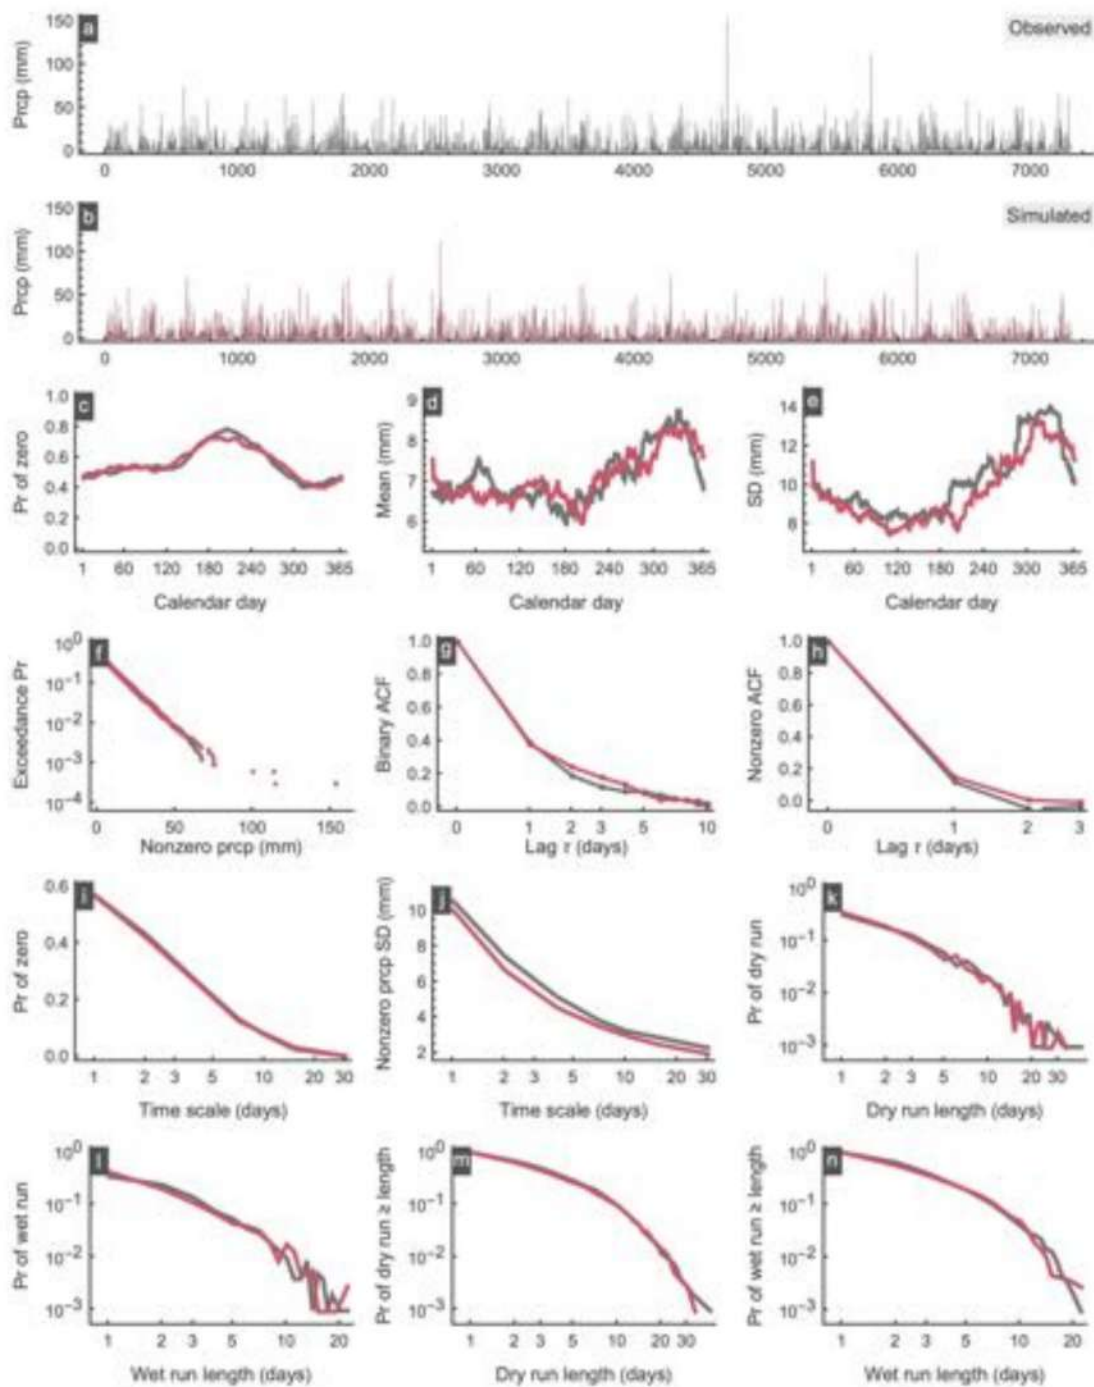 a
Observed
Prcp (mm)
150
100
50
0
0 1000 2000 3000 4000 5000 6000 7000
b
Simulated
Prcp (mm)
150
100
50
0
0 1000 2000 3000 4000 5000 6000 7000
c
Pr of zero
1.0
0.8
0.6
0.4
0.2
0.0
1 60 120 180 240 300 365
Calendar day
d
Mean (mm)
9
8
7
6
1 60 120 180 240 300 365
Calendar day
e
SD (mm)
14
12
10
8
1 60 120 180 240 300 365
Calendar day
f
Exceedance Pr
10⁰
10⁻¹
10⁻²
10⁻³
10⁻⁴
0 50 100 150
Nonzero prcp (mm)
g
Binary ACF
1.0
0.8
0.6
0.4
0.2
0.0
0 1 2 3 5 10
Lag τ (days)
h
Nonzero ACF
1.0
0.8
0.6
0.4
0.2
0.0
0 1 2 3
Lag τ (days)
i
Pr of zero
0.6
0.4
0.2
0.0
1 2 3 5 10 20 30
Time scale (days)
j
Nonzero prcp SD (mm)
10
8
6
4
2
1 2 3 5 10 20 30
Time scale (days)
k
Pr of dry run
10⁰
10⁻¹
10⁻²
10⁻³
1 2 3 5 10 20 30
Dry run length (days)
l
Pr of wet run
10⁰
10⁻¹
10⁻²
10⁻³
1 2 3 5 10 20
Wet run length (days)
m
Pr of dry run ≥ length
10⁰
10⁻¹
10⁻²
10⁻³
1 2 3 5 10 20 30
Dry run length (days)
n
Pr of wet run ≥ length
10⁰
10⁻¹
10⁻²
10⁻³
1 2 3 5 10 20
Wet run length (days)